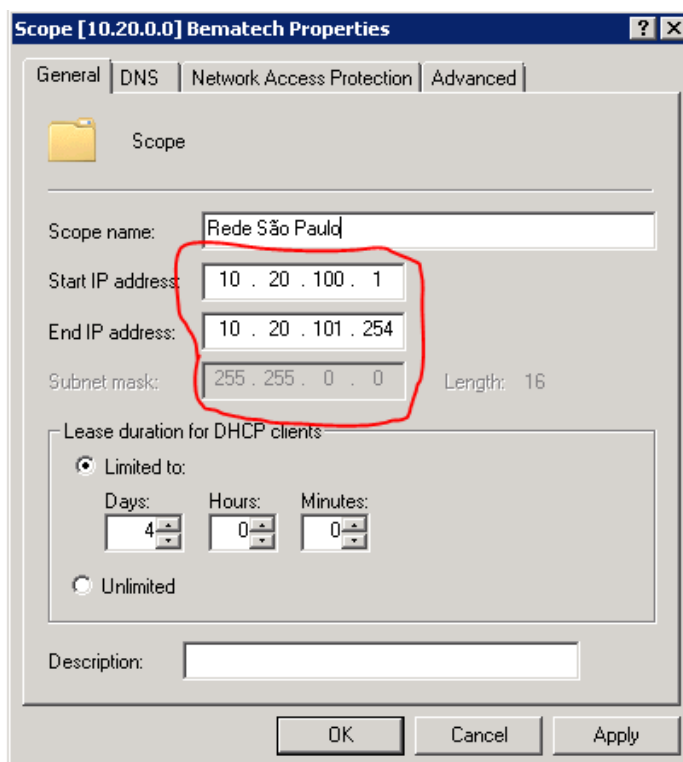 Scope [10.20.0.0] Bematech Properties
General DNS Network Access Protection Advanced
Scope
Scope name: Rede São Paulo
Start IP address: 10 . 20 . 100 . 1
End IP address: 10 . 20 . 101 . 254
Subnet mask: 255 . 255 . 0 . 0 Length: 16
Lease duration for DHCP clients
Limited to:
Days: Hours: Minutes:
4 0 0
Unlimited
Description:
OK Cancel Apply